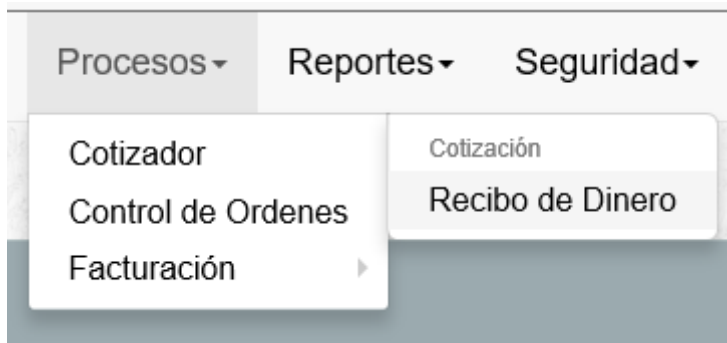 Procesos Reportes Seguridad
Cotizador
Control de Ordenes
Facturación
Cotización
Recibo de Dinero